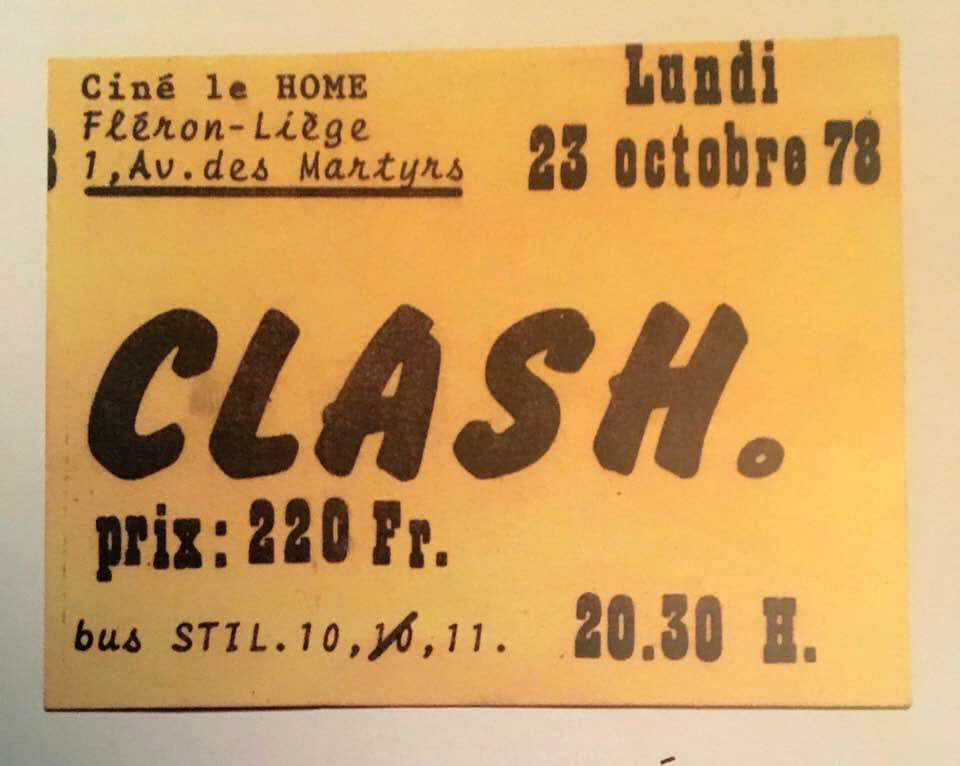 Ciné le HOME
Fléron-Liège
1, Av. des Martyrs
Lundi
23 octobre 78
CLASH.
prix: 220 Fr.
bus STIL. 10, 10, 11.
20.30 H.